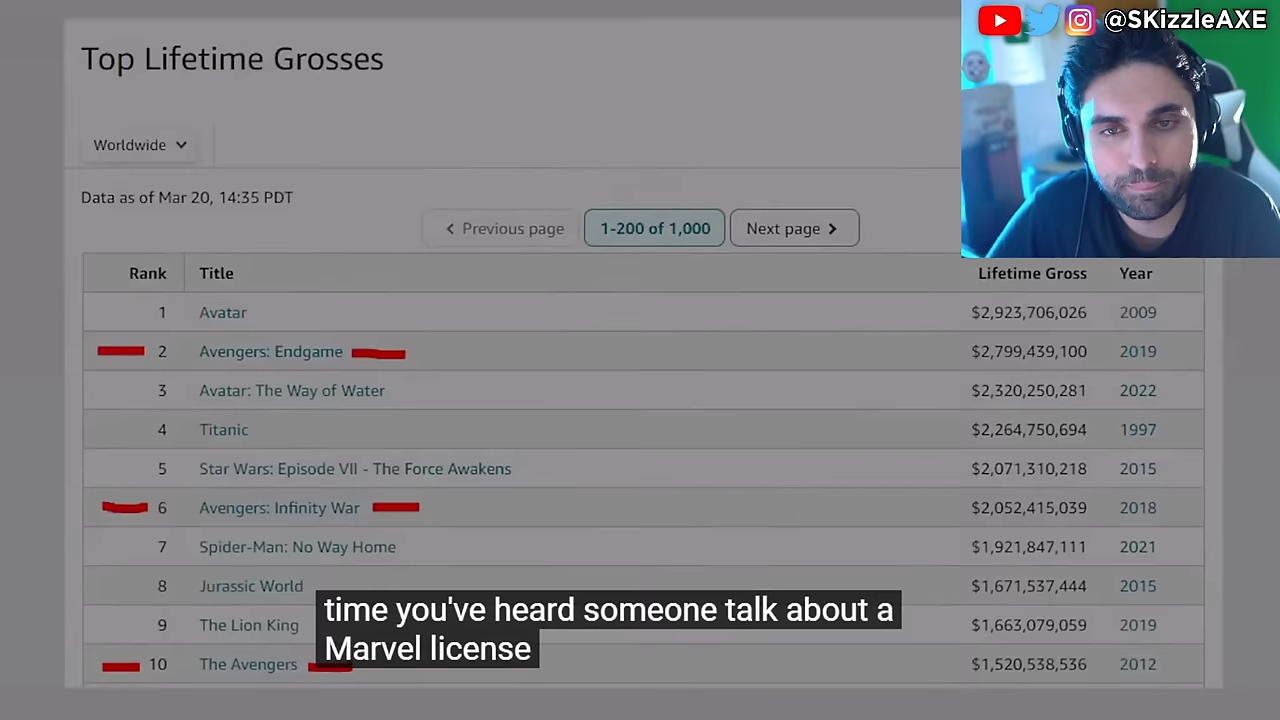 @SKizzleAXE
Top Lifetime Grosses
Worldwide
Data as of Mar 20, 14:35 PDT
Previous page
1-200 of 1,000
Next page
Rank Title Lifetime Gross Year
1 Avatar $2,923,706,026 2009
2 Avengers: Endgame $2,799,439,100 2019
3 Avatar: The Way of Water $2,320,250,281 2022
4 Titanic $2,264,750,694 1997
5 Star Wars: Episode VII - The Force Awakens $2,071,310,218 2015
6 Avengers: Infinity War $2,052,415,039 2018
7 Spider-Man: No Way Home $1,921,847,111 2021
8 Jurassic World $1,671,537,444 2015
9 The Lion King $1,663,079,059 2019
10 The Avengers $1,520,538,536 2012
time you've heard someone talk about a
Marvel license